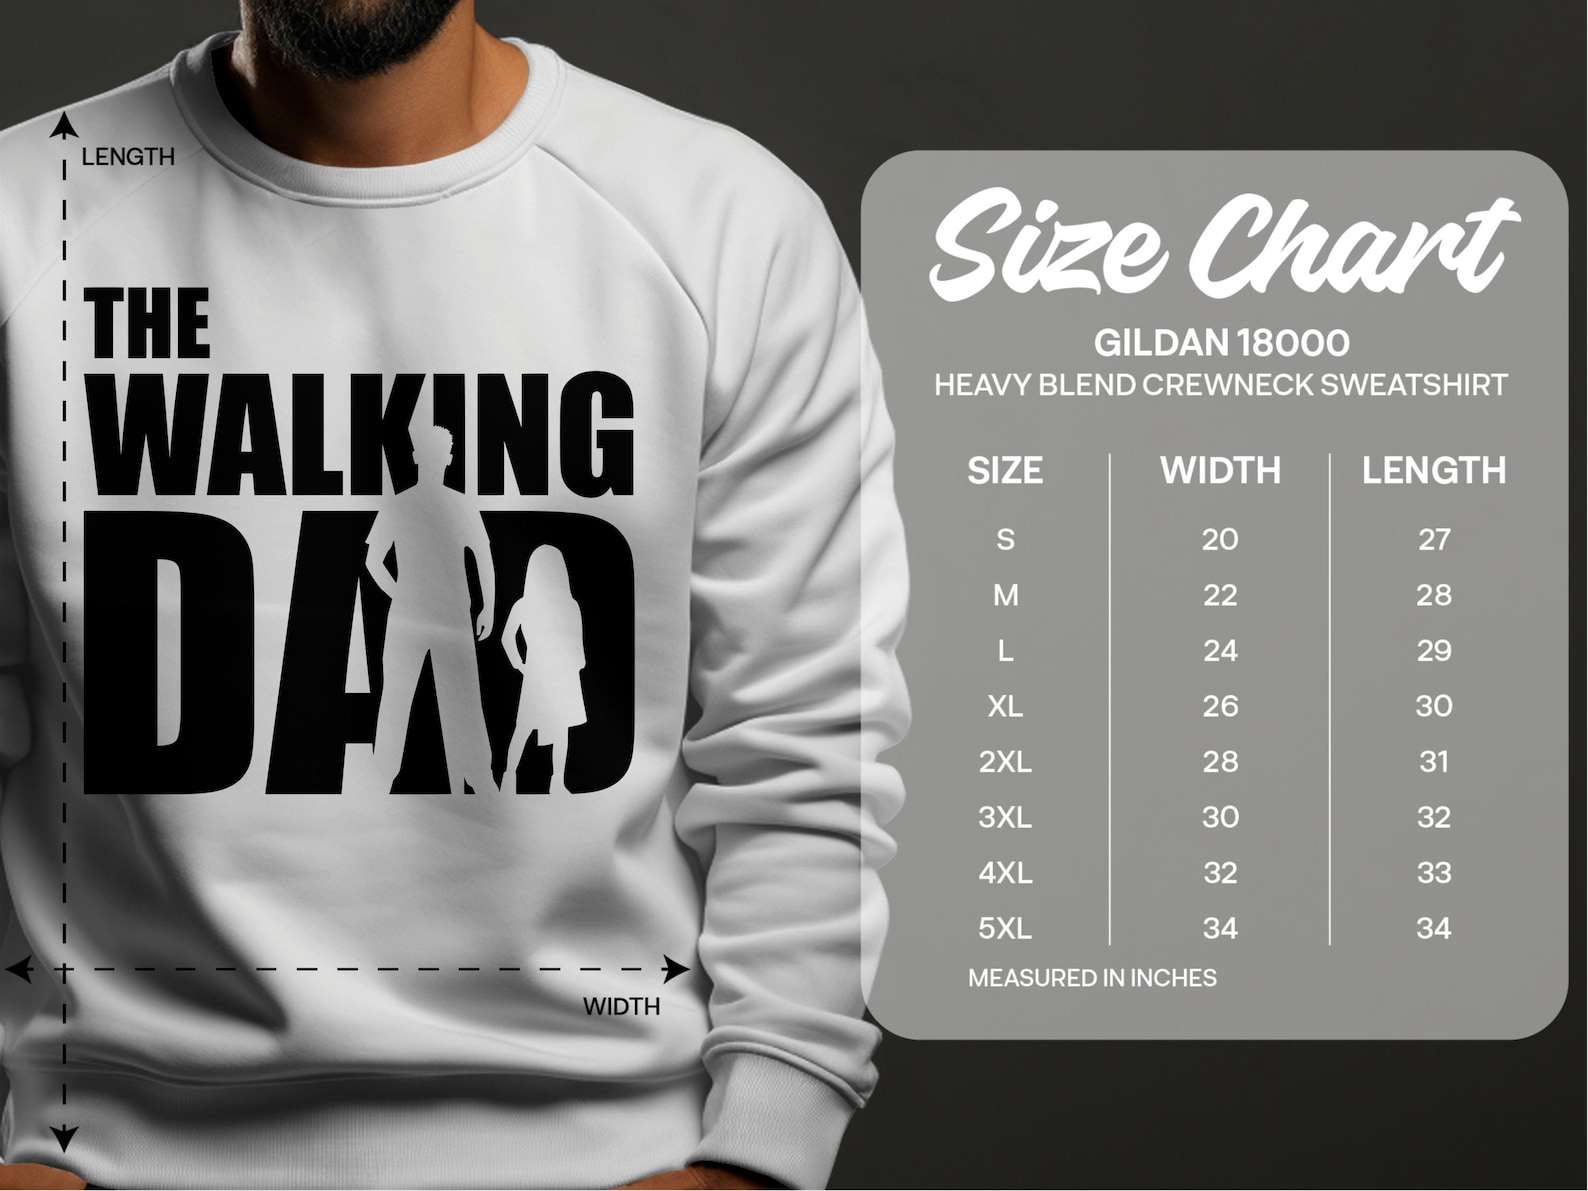 LENGTH
THE
WALKING
DAD
WIDTH
Size Chart
GILDAN 18000
HEAVY BLEND CREWNECK SWEATSHIRT
SIZE WIDTH LENGTH
S 20 27
M 22 28
L 24 29
XL 26 30
2XL 28 31
3XL 30 32
4XL 32 33
5XL 34 34
MEASURED IN INCHES